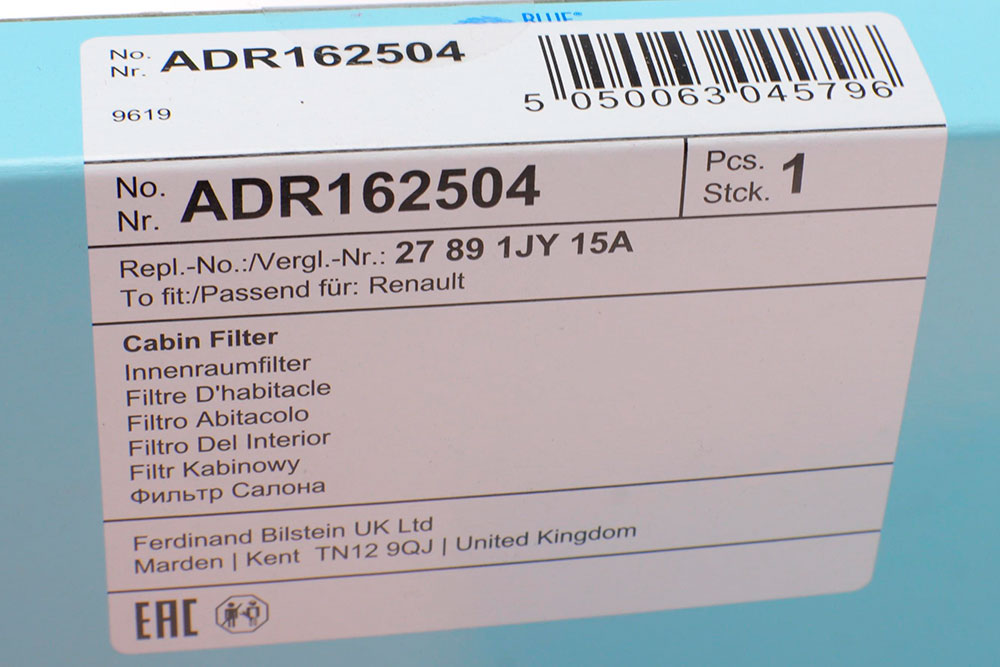 BLUE
No. Nr. ADR162504
9619
5 050063 045796
No. Nr. ADR162504
Pcs. Stck. 1
Repl.-No.:/Vergl.-Nr.: 27 89 1JY 15A
To fit:/Passend für: Renault
Cabin Filter
Innenraumfilter
Filtre D'habitacle
Filtro Abitacolo
Filtro Del Interior
Filtr Kabinowy
Фильтр Салона
Ferdinand Bilstein UK Ltd
Marden | Kent TN12 9QJ | United Kingdom
EAC